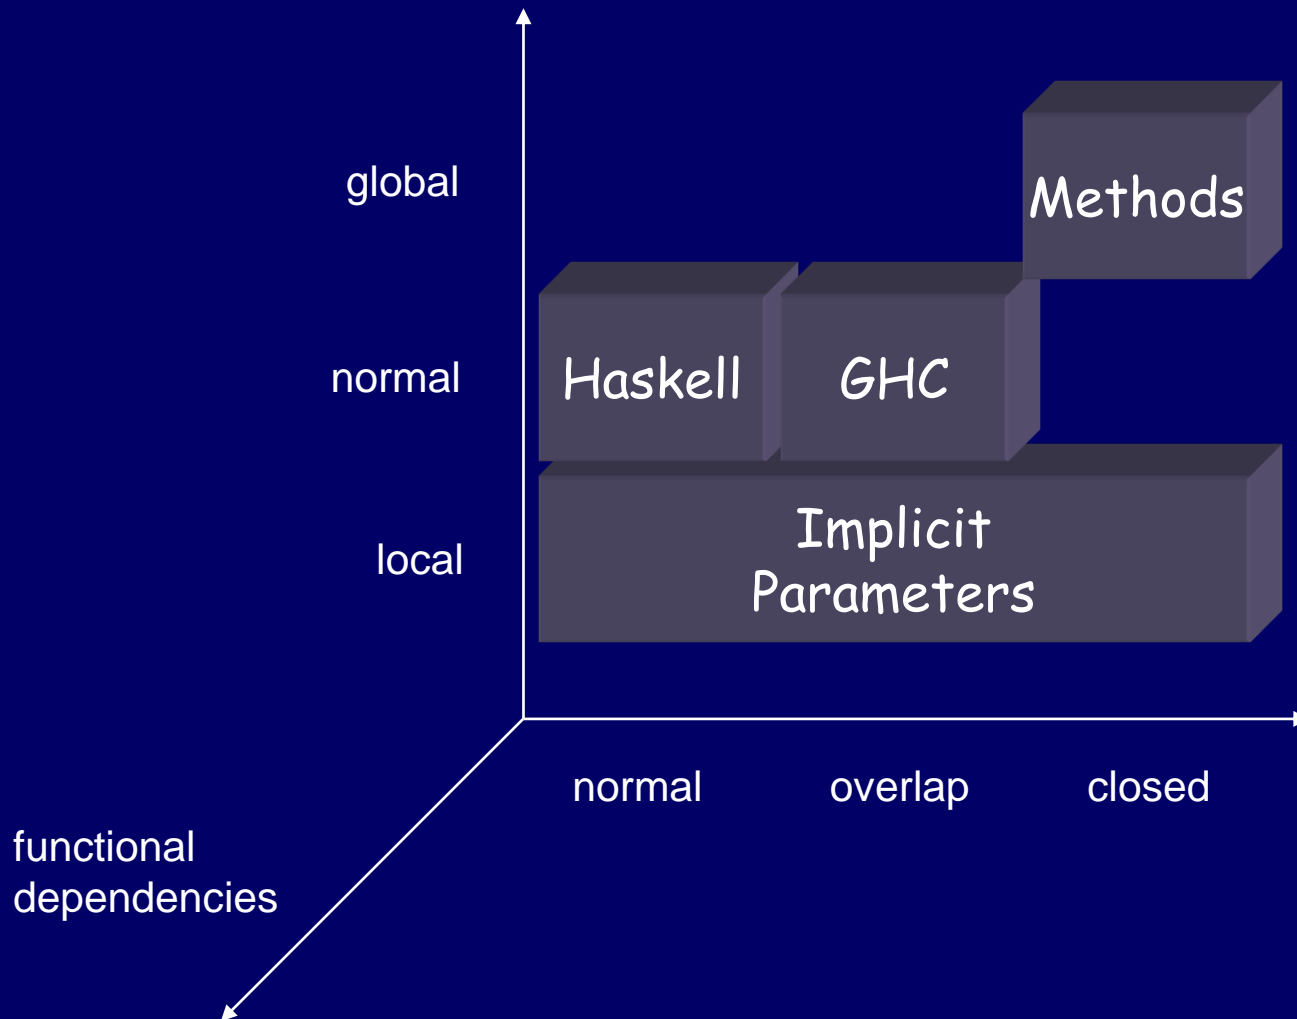 global
Methods
normal
Haskell
GHC
local
Implicit
Parameters
normal
overlap
closed
functional
dependencies